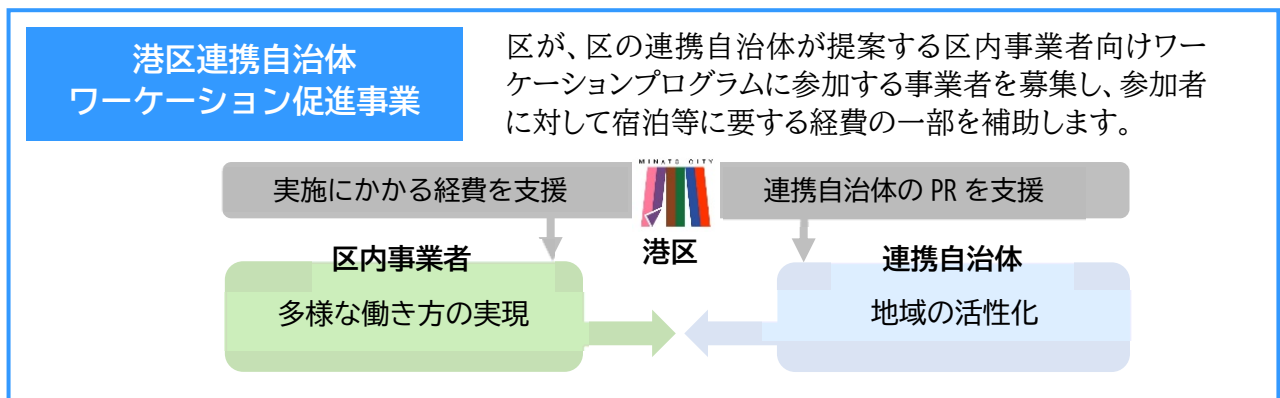 港区連携自治体
ワーケーション促進事業
区が、区の連携自治体が提案する区内事業者向けワー
ケーションプログラムに参加する事業者を募集し、参加者
に対して宿泊等に要する経費の一部を補助します。
実施にかかる経費を支援
MINATO CITY
連携自治体の PR を支援
港区
区内事業者
連携自治体
多様な働き方の実現
地域の活性化